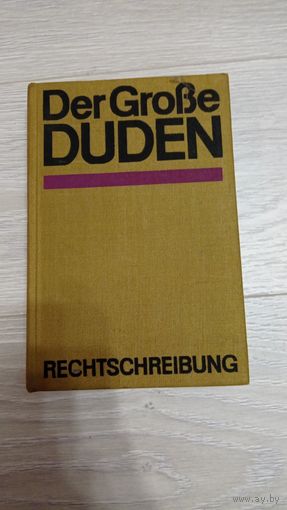 Der Große
DUDEN
RECHTSCHREIBUNG
www.ay.by